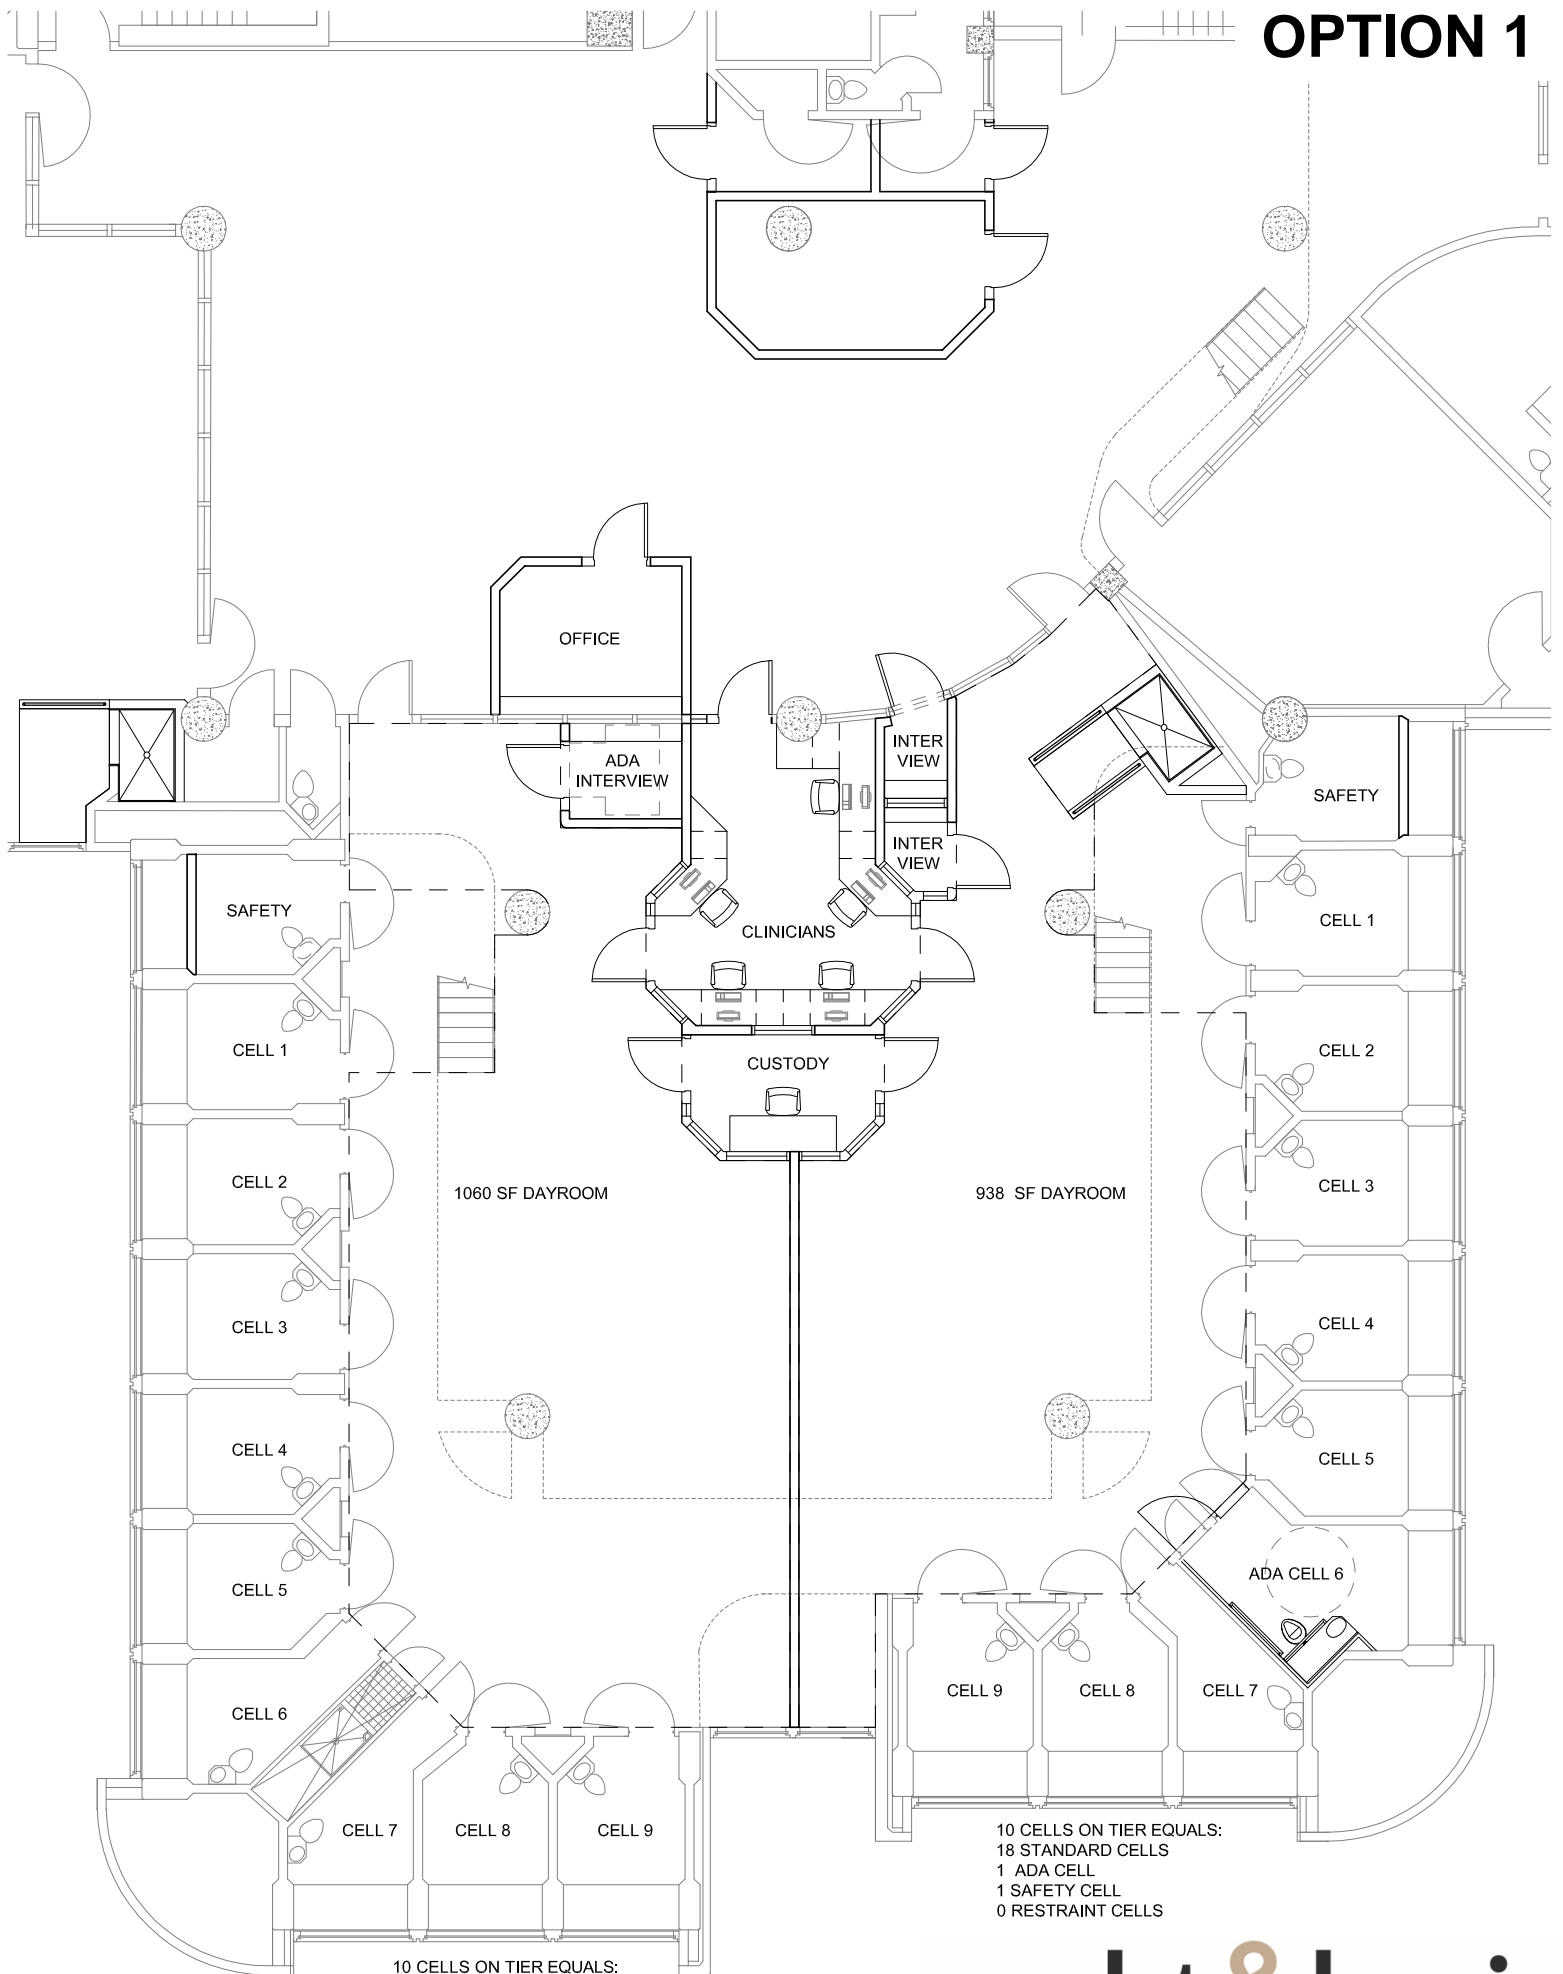 OPTION 1
OFFICE
ADA
INTERVIEW
INTER
VIEW
INTER
VIEW
SAFETY
SAFETY
CELL 1
CLINICIANS
CELL 1
CELL 2
CUSTODY
CELL 2
CELL 3
1060 SF DAYROOM
938 SF DAYROOM
CELL 3
CELL 4
CELL 4
CELL 5
CELL 5
ADA CELL 6
CELL 6
CELL 9
CELL 8
CELL 7
CELL 7
CELL 8
CELL 9
10 CELLS ON TIER EQUALS:
18 STANDARD CELLS
1 ADA CELL
1 SAFETY CELL
0 RESTRAINT CELLS
10 CELLS ON TIER EQUALS: